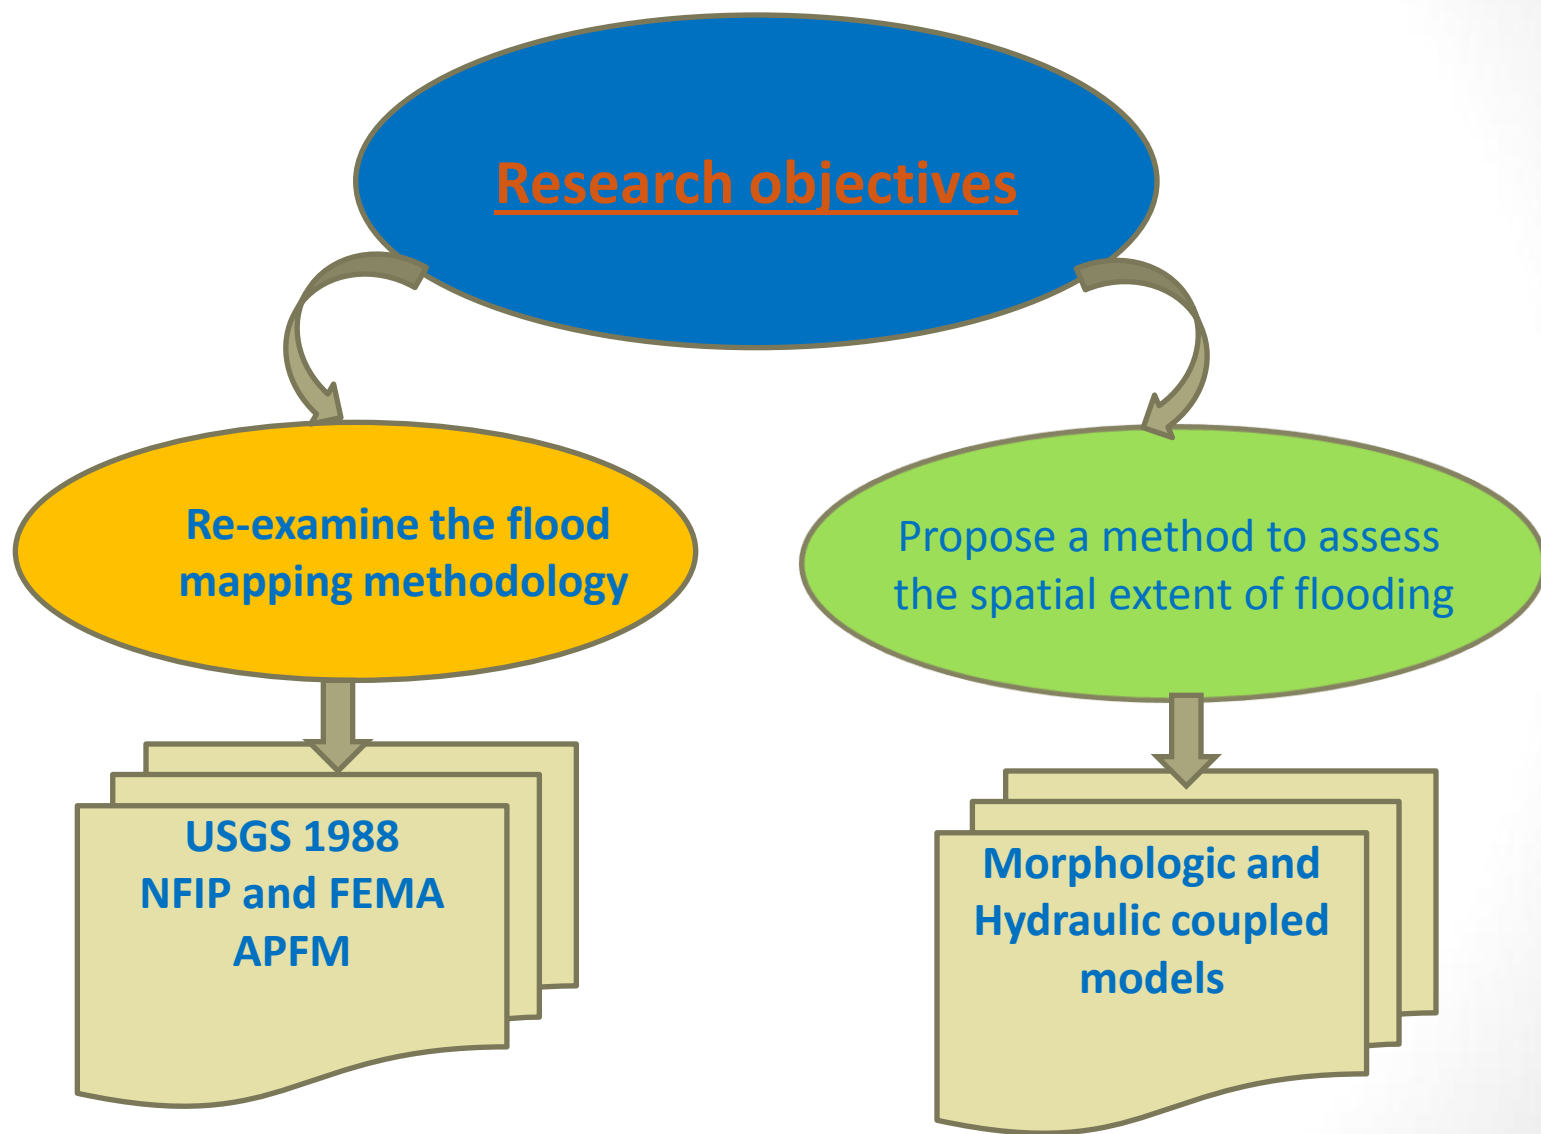 Research objectives
Re-examine the flood
mapping methodology
Propose a method to assess
the spatial extent of flooding
USGS 1988
NFIP and FEMA
APFM
Morphologic and
Hydraulic coupled
models